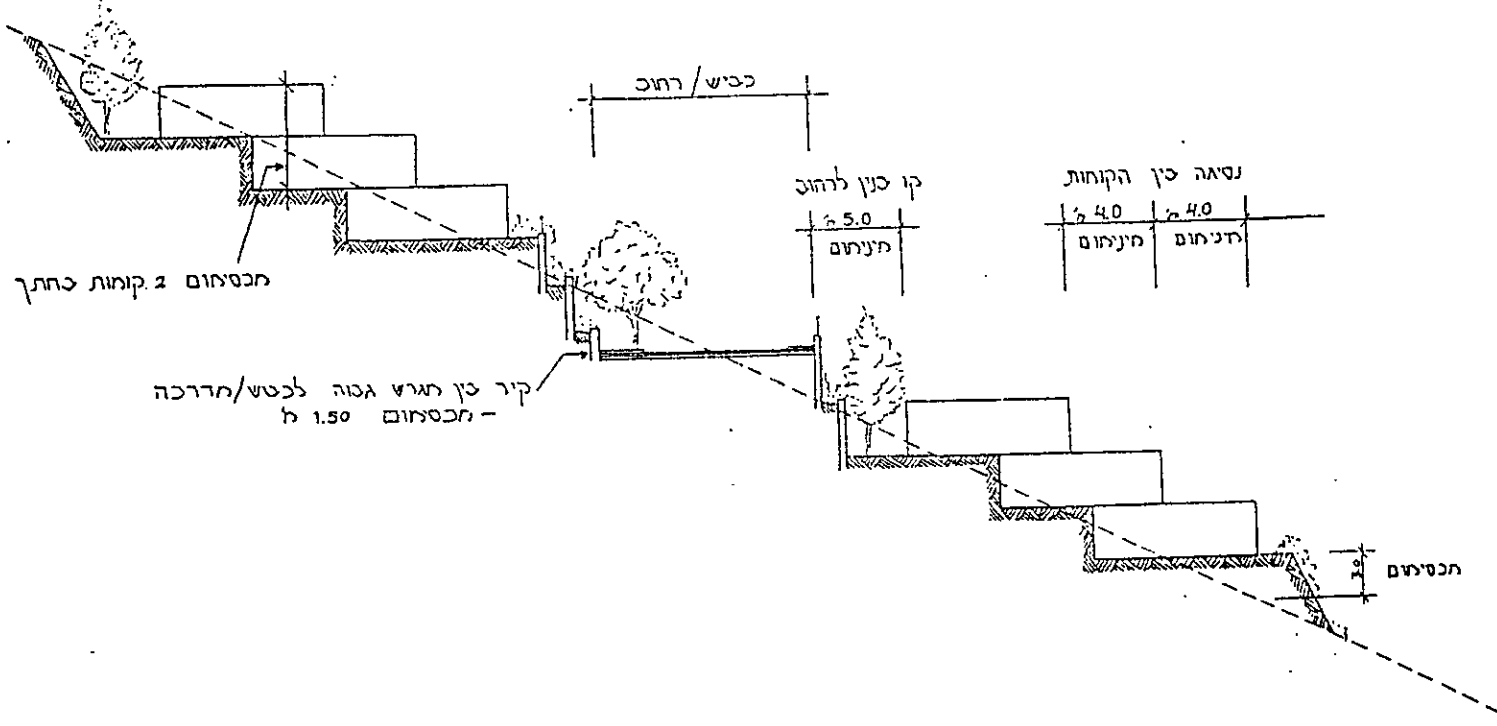 כביש/רחוב
קו בנין לרחוב
5.0 מ'
מינימום
נסיגה בין הקומות
4.0 מ' 4.0 מ'
מינימום מינימום
מכסימום 2 קומות בחתך
קיר בין מגרש גבוה לכביש/מדרכה
- מכסימום 1.50 מ'
3.0 מכסימום